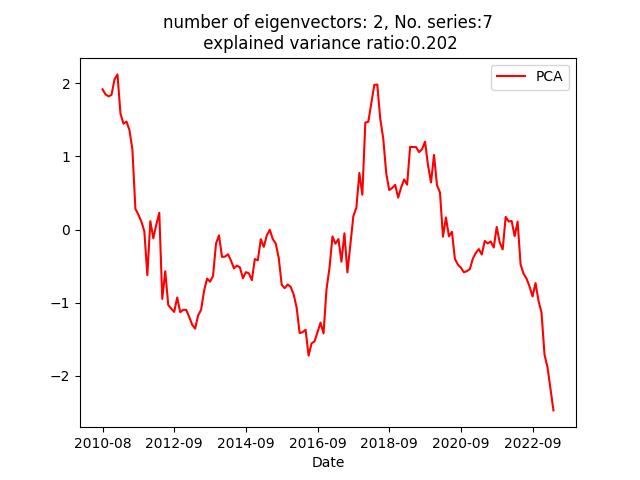 number of eigenvectors: 2, No. series:7
explained variance ratio:0.202
PCA
2
1
0
−1
−2
2010-08 2012-09 2014-09 2016-09 2018-09 2020-09 2022-09
Date